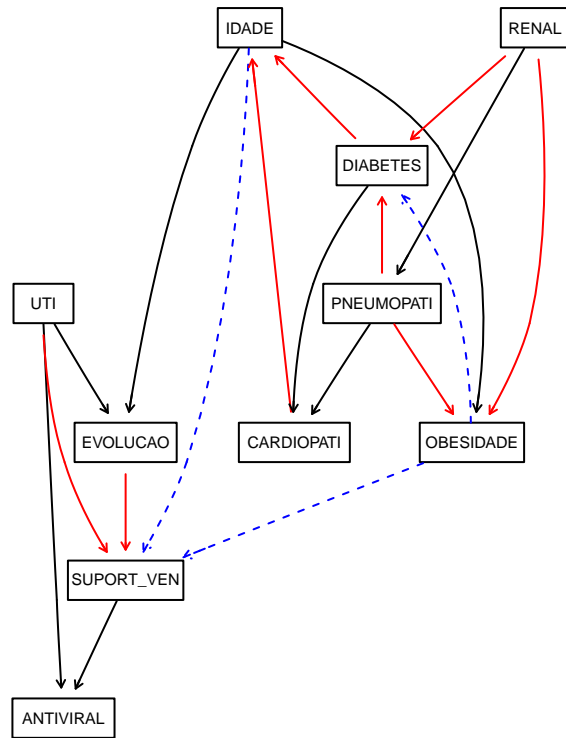 IDADE
RENAL
DIABETES
UTI
PNEUMOPATI
EVOLUCAO
CARDIOPATI
OBESIDADE
SUPORT_VEN
ANTIVIRAL